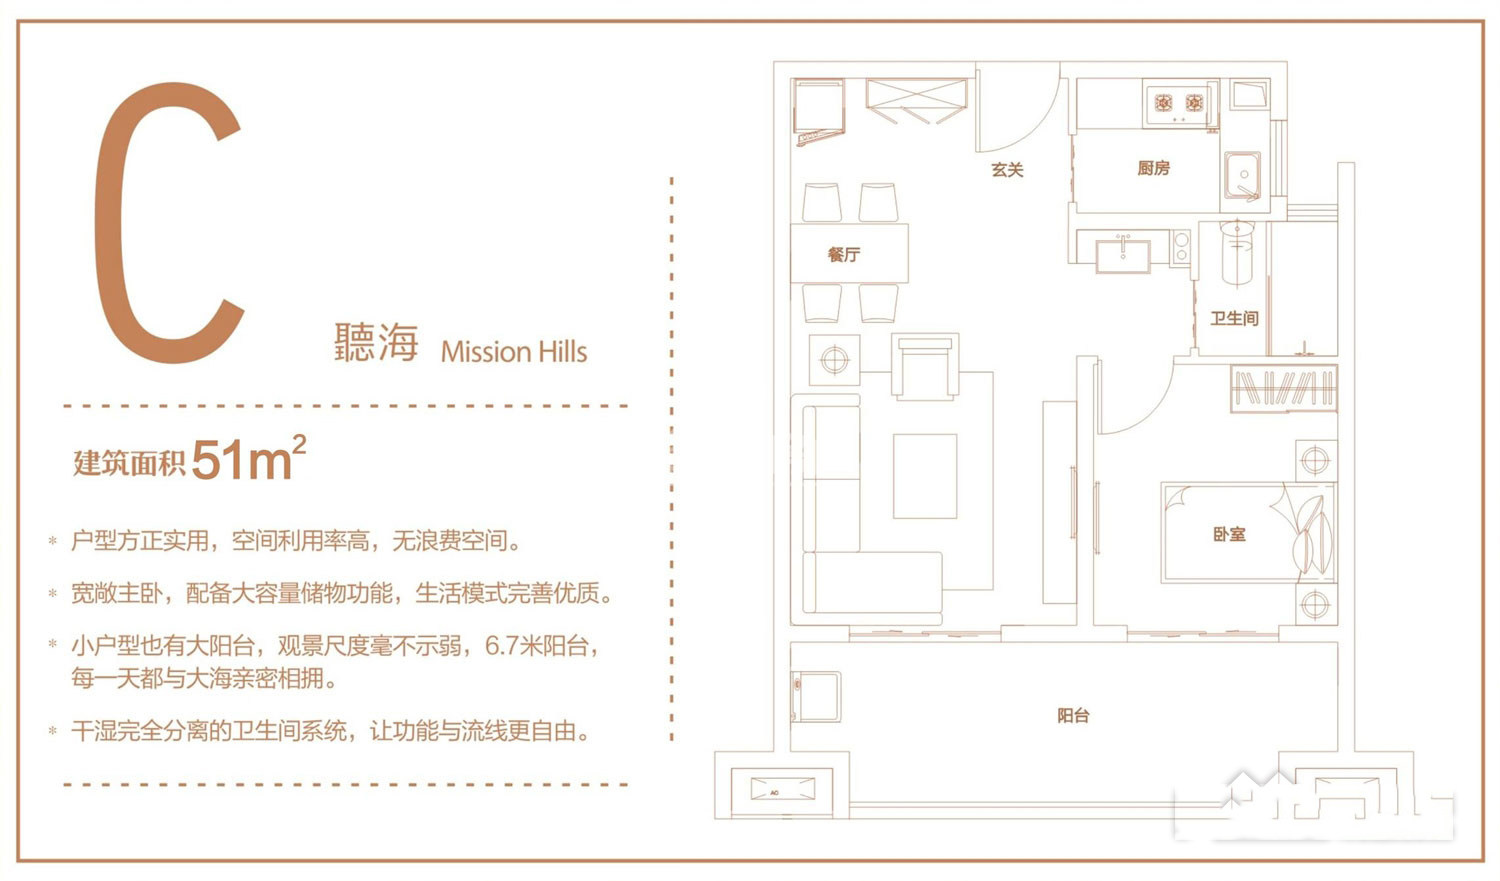 C
聽海 Mission Hills
建筑面积51m²
* 户型方正实用，空间利用率高，无浪费空间。
* 宽敞主卧，配备大容量储物功能，生活模式完善优质。
* 小户型也有大阳台，观景尺度毫不示弱，6.7米阳台，
每一天都与大海亲密相拥。
* 干湿完全分离的卫生间系统，让功能与流线更自由。
玄关
厨房
餐厅
卫生间
卧室
阳台
AC